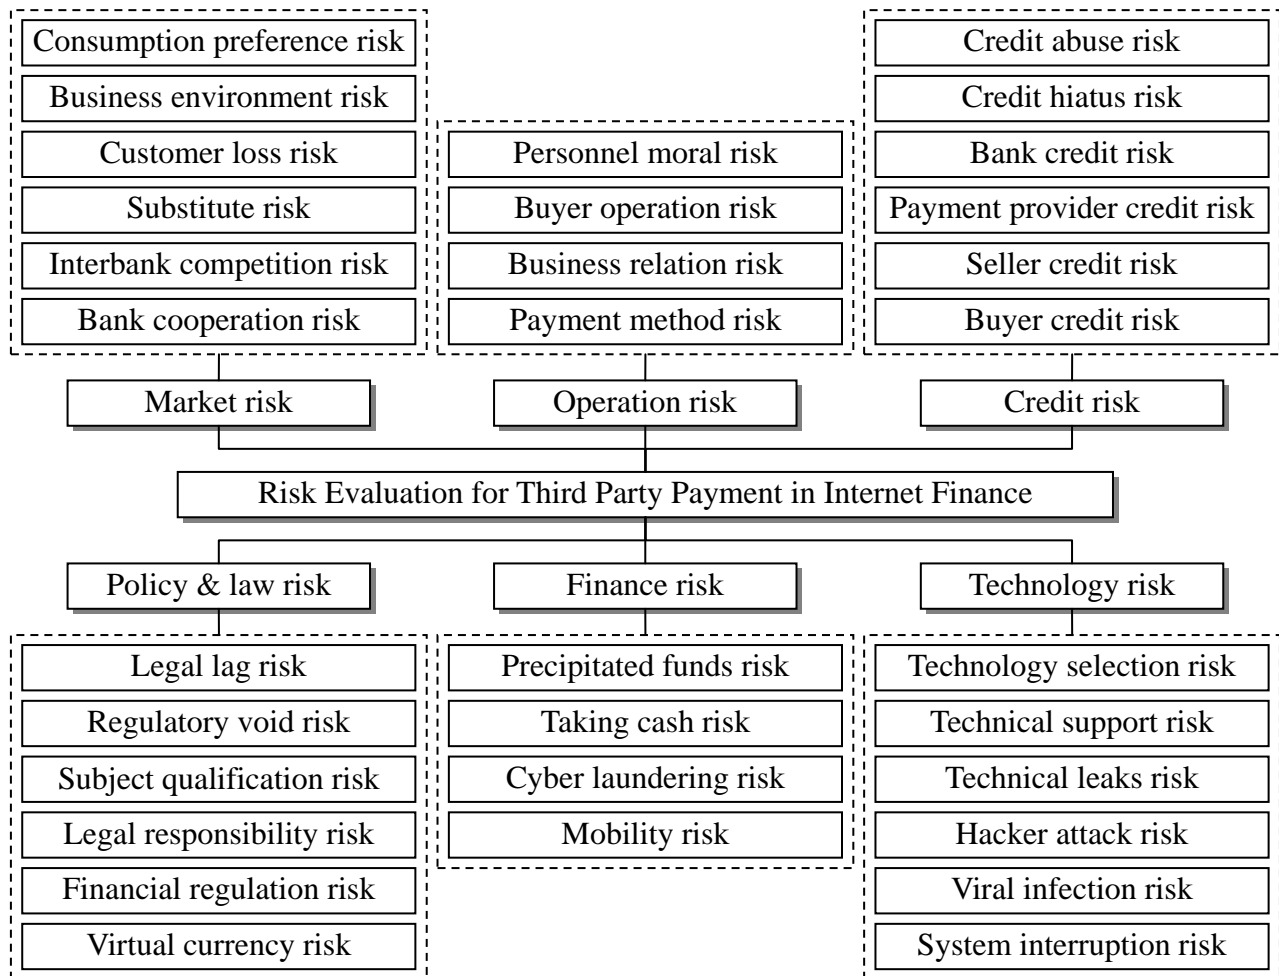 Consumption preference risk
Business environment risk
Customer loss risk
Substitute risk
Interbank competition risk
Bank cooperation risk
Personnel moral risk
Buyer operation risk
Business relation risk
Payment method risk
Credit abuse risk
Credit hiatus risk
Bank credit risk
Payment provider credit risk
Seller credit risk
Buyer credit risk
Market risk
Operation risk
Credit risk
Risk Evaluation for Third Party Payment in Internet Finance
Policy & law risk
Finance risk
Technology risk
Legal lag risk
Regulatory void risk
Subject qualification risk
Legal responsibility risk
Financial regulation risk
Virtual currency risk
Precipitated funds risk
Taking cash risk
Cyber laundering risk
Mobility risk
Technology selection risk
Technical support risk
Technical leaks risk
Hacker attack risk
Viral infection risk
System interruption risk